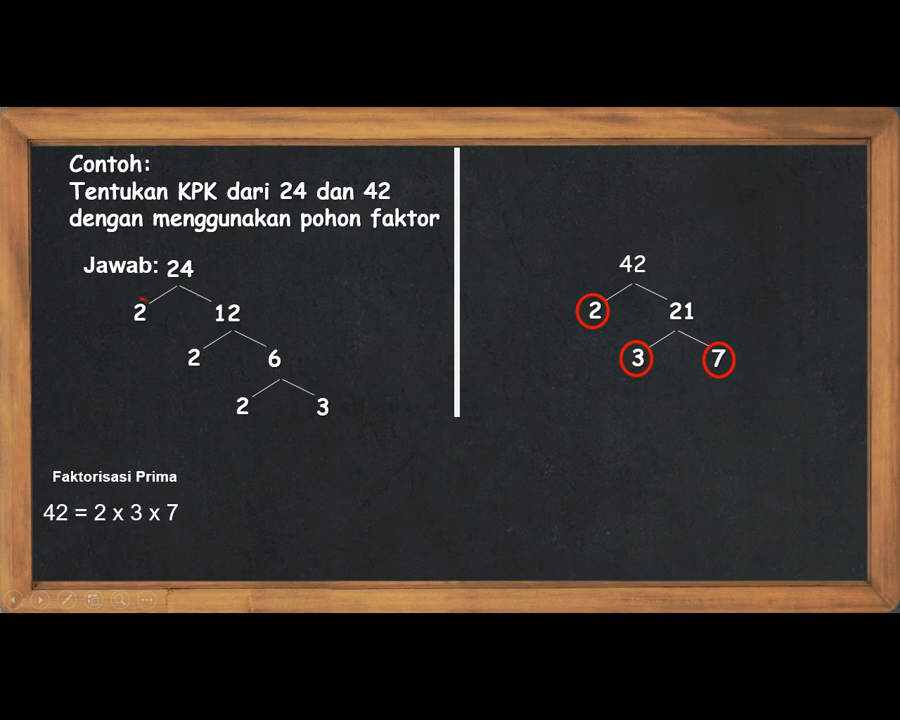 Contoh:
Tentukan KPK dari 24 dan 42
dengan menggunakan pohon faktor
Jawab: 24
2 12
2 6
2 3
42
2 21
3 7
Faktorisasi Prima
42 = 2 x 3 x 7